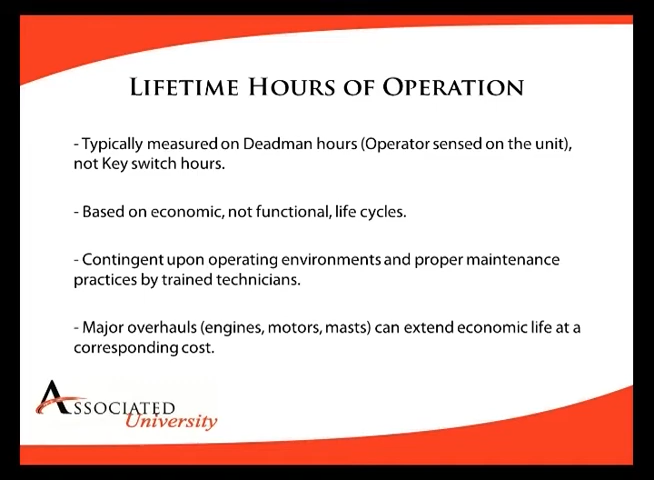 LIFETIME HOURS OF OPERATION
- Typically measured on Deadman hours (Operator sensed on the unit),
not Key switch hours.
- Based on economic, not functional, life cycles.
- Contingent upon operating environments and proper maintenance
practices by trained technicians.
- Major overhauls (engines, motors, masts) can extend economic life at a
corresponding cost.
ASSOCIATED
University